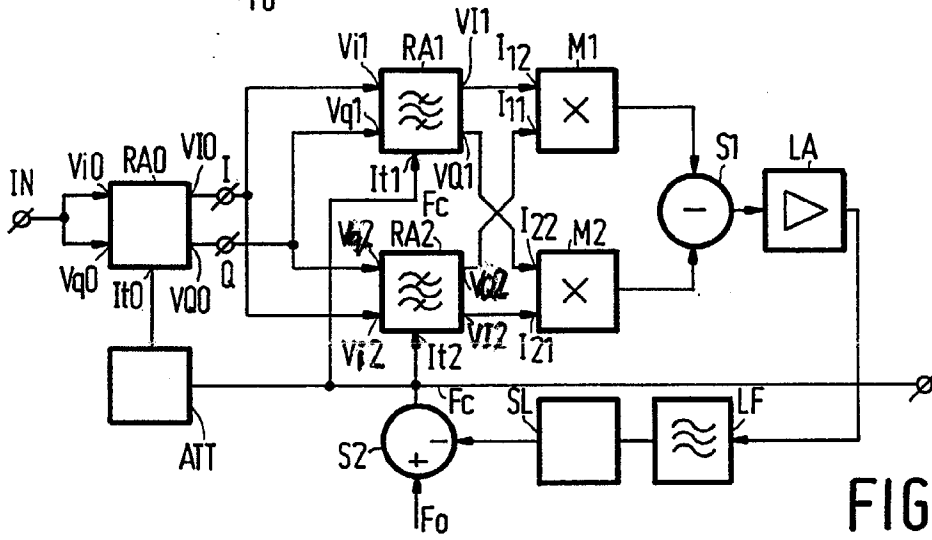 Vi1
RA1
VI1
I12
M1
Vq1
I11
×
IN
Vi0
RA0
VI0
I
It1
VQ1
S1
LA
Fc
−
Vq0
It0
VQ0
Q
Vq2
RA2
I22
M2
VQ2
×
Vi2
It2
VI2
I21
Fc
SL
LF
ATT
S2
−
+
Fo
FIG